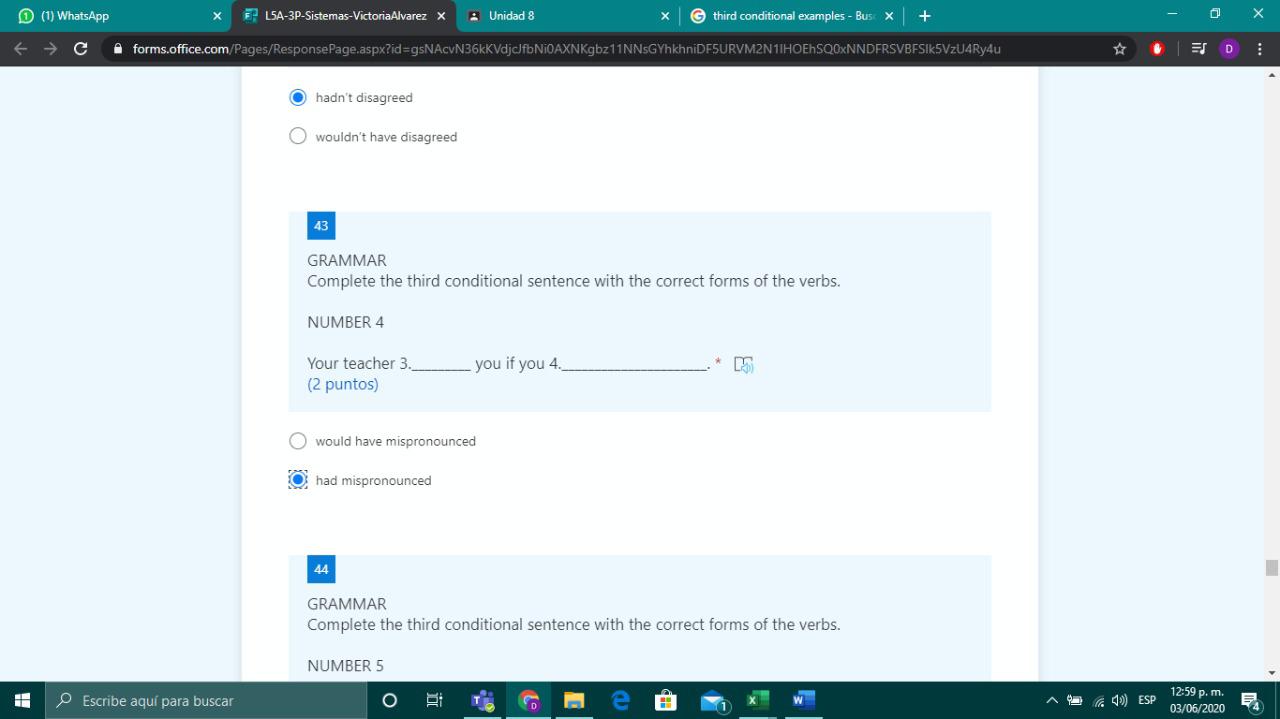 (1) WhatsApp
L5A-3P-Sistemas-VictoriaAlvarez
Unidad 8
third conditional examples - Bus
forms.office.com/Pages/ResponsePage.aspx?id=gsNAcvN36kKVdjcJfbNi0AXNKgbz11NNsGYhkhniDF5URVM2N1lHOEhSQ0xNNDFRSVBFSlk5VzU4Ry4u
D
hadn't disagreed
wouldn't have disagreed
43
GRAMMAR
Complete the third conditional sentence with the correct forms of the verbs.
NUMBER 4
Your teacher 3.________ you if you 4.____________________. *
(2 puntos)
would have mispronounced
had mispronounced
44
GRAMMAR
Complete the third conditional sentence with the correct forms of the verbs.
NUMBER 5
Escribe aquí para buscar
ESP
12:59 p. m.
03/06/2020